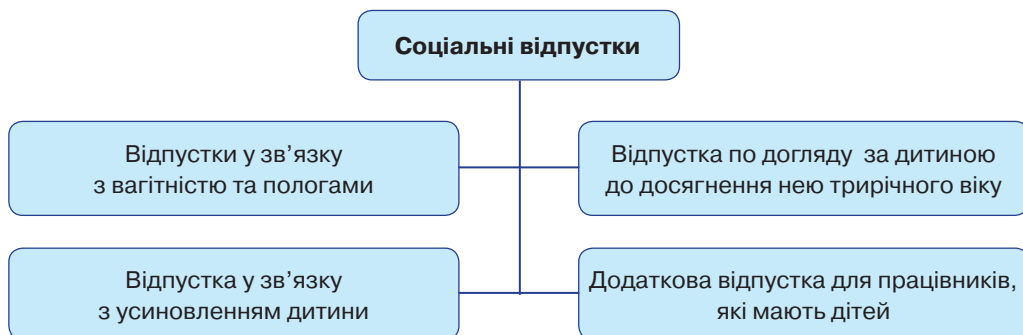 Соціальні відпустки
Відпустки у зв’язку
з вагітністю та пологами
Відпустка по догляду за дитиною
до досягнення нею трирічного віку
Відпустка у зв’язку
з усиновленням дитини
Додаткова відпустка для працівників,
які мають дітей